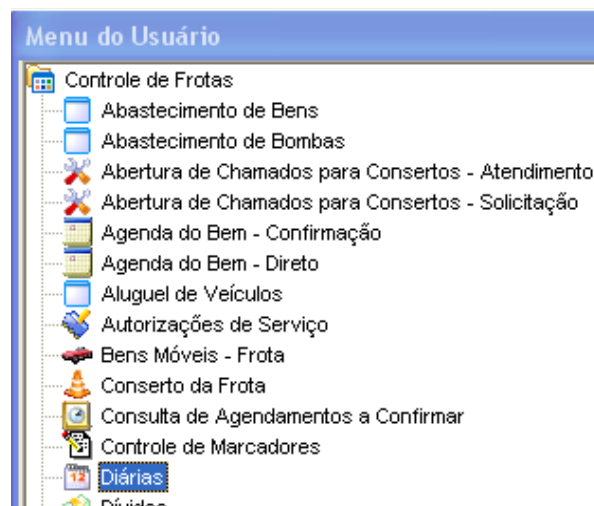 Menu do Usuário
Controle de Frotas
Abastecimento de Bens
Abastecimento de Bombas
Abertura de Chamados para Consertos - Atendimento
Abertura de Chamados para Consertos - Solicitação
Agenda do Bem - Confirmação
Agenda do Bem - Direto
Aluguel de Veículos
Autorizações de Serviço
Bens Móveis - Frota
Conserto da Frota
Consulta de Agendamentos a Confirmar
Controle de Marcadores
12 Diárias